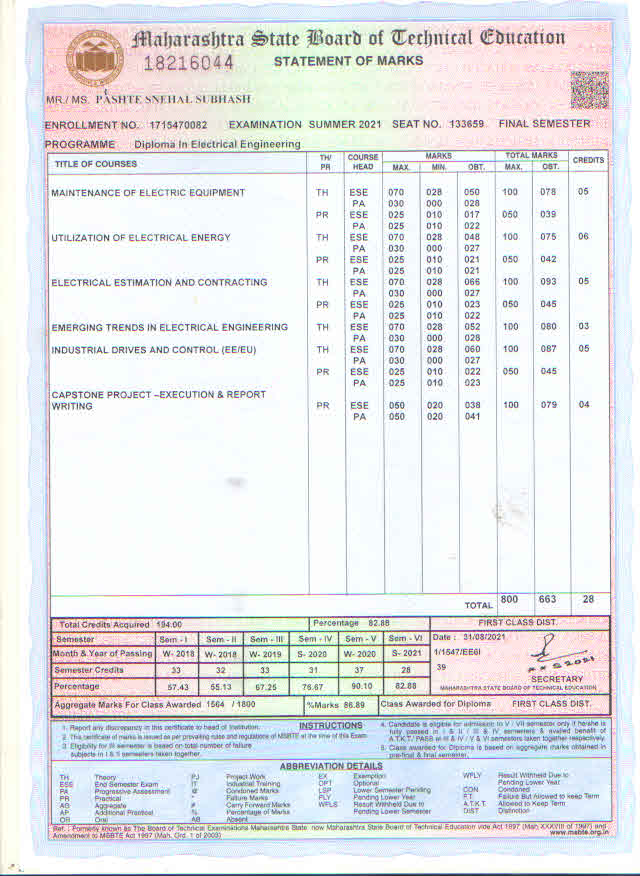 Maharashtra State Board of Technical Education
18216044 STATEMENT OF MARKS
MR./ MS. PASHTE SNEHAL SUBHASH
ENROLLMENT NO. 1715470082 EXAMINATION SUMMER 2021 SEAT NO. 133659 FINAL SEMESTER
PROGRAMME Diploma In Electrical Engineering
TITLE OF COURSES TH/ PR COURSE HEAD MARKS TOTAL MARKS CREDITS
MAX. MIN. OBT. MAX. OBT.
MAINTENANCE OF ELECTRIC EQUIPMENT TH ESE 070 028 050 100 078 05
PA 030 000 028
PR ESE 025 010 017 050 039
PA 025 010 022
UTILIZATION OF ELECTRICAL ENERGY TH ESE 070 028 048 100 075 06
PA 030 000 027
PR ESE 025 010 021 050 042
PA 025 010 021
ELECTRICAL ESTIMATION AND CONTRACTING TH ESE 070 028 066 100 093 05
PA 030 000 027
PR ESE 025 010 023 050 045
PA 025 010 022
EMERGING TRENDS IN ELECTRICAL ENGINEERING TH ESE 070 028 052 100 080 03
PA 030 000 028
INDUSTRIAL DRIVES AND CONTROL (EE/EU) TH ESE 070 028 060 100 087 05
PA 030 000 027
PR ESE 025 010 022 050 045
PA 025 010 023
CAPSTONE PROJECT –EXECUTION & REPORT
WRITING PR ESE 050 020 038 100 079 04
PA 050 020 041
TOTAL 800 663 28
Total Credits Acquired 194.00 Percentage 82.88 FIRST CLASS DIST.
Semester Sem - I Sem - II Sem - III Sem - IV Sem - V Sem - VI Date : 31/08/2021
Month & Year of Passing W- 2018 W- 2018 W- 2019 S- 2020 W- 2020 S- 2021 1/1547/EE6I
Semester Credits 33 32 33 31 37 28 39
Percentage 57.43 55.13 67.25 76.67 90.10 82.88 SECRETARY
MAHARASHTRA STATE BOARD OF TECHNICAL EDUCATION
Aggregate Marks For Class Awarded 1564 / 1800 %Marks 86.89 Class Awarded for Diploma FIRST CLASS DIST.
INSTRUCTIONS
1. Report any discrepancy in this certificate to head of Institution.
2. This certificate of marks is issued as per prevailing rules and regulations of MSBTE at the time of this Exam
3. Eligibility for III semester is based on total number of failure
subjects in I & II semesters taken together.
4. Candidate is eligible for admission to V / VII semester only if he/she is
fully passed in I & II / III & IV semesters & availed benefit of
A.T.K.T./ PASS in III & IV / V & VI semesters taken together respectively.
5. Class awarded for Diploma is based on aggregate marks obtained in
pre-final & final semester.
ABBREVIATION DETAILS
TH Theory PJ Project Work EX Exemption WFLY Result Withheld Due to
ESE End Semester Exam IT Industrial Training OPT Optional Pending Lower Year
PA Progressive Assessment @ Condoned Marks LSP Lower Semester Pending CON Condoned
PR Practical * Failure Marks PLY Pending Lower Year F.T. Failure But Allowed to keep Term
AG Aggregate # Carry Forward Marks WFLS Result Withheld Due to A.T.K.T. Allowed to Keep Term
AP Additional Practical % Percentage of Marks Pending Lower Semester DIST Distinction
OR Oral AB Absent
Ref. : Formerly known as The Board of Technical Examinations Maharashtra State. now Maharashtra State Board of Technical Education vide Act 1997 (Mah XXXVIII of 1997) and
Amendment to MSBTE Act 1997 (Mah. Ord. 1 of 2003) www.msbte.org.in